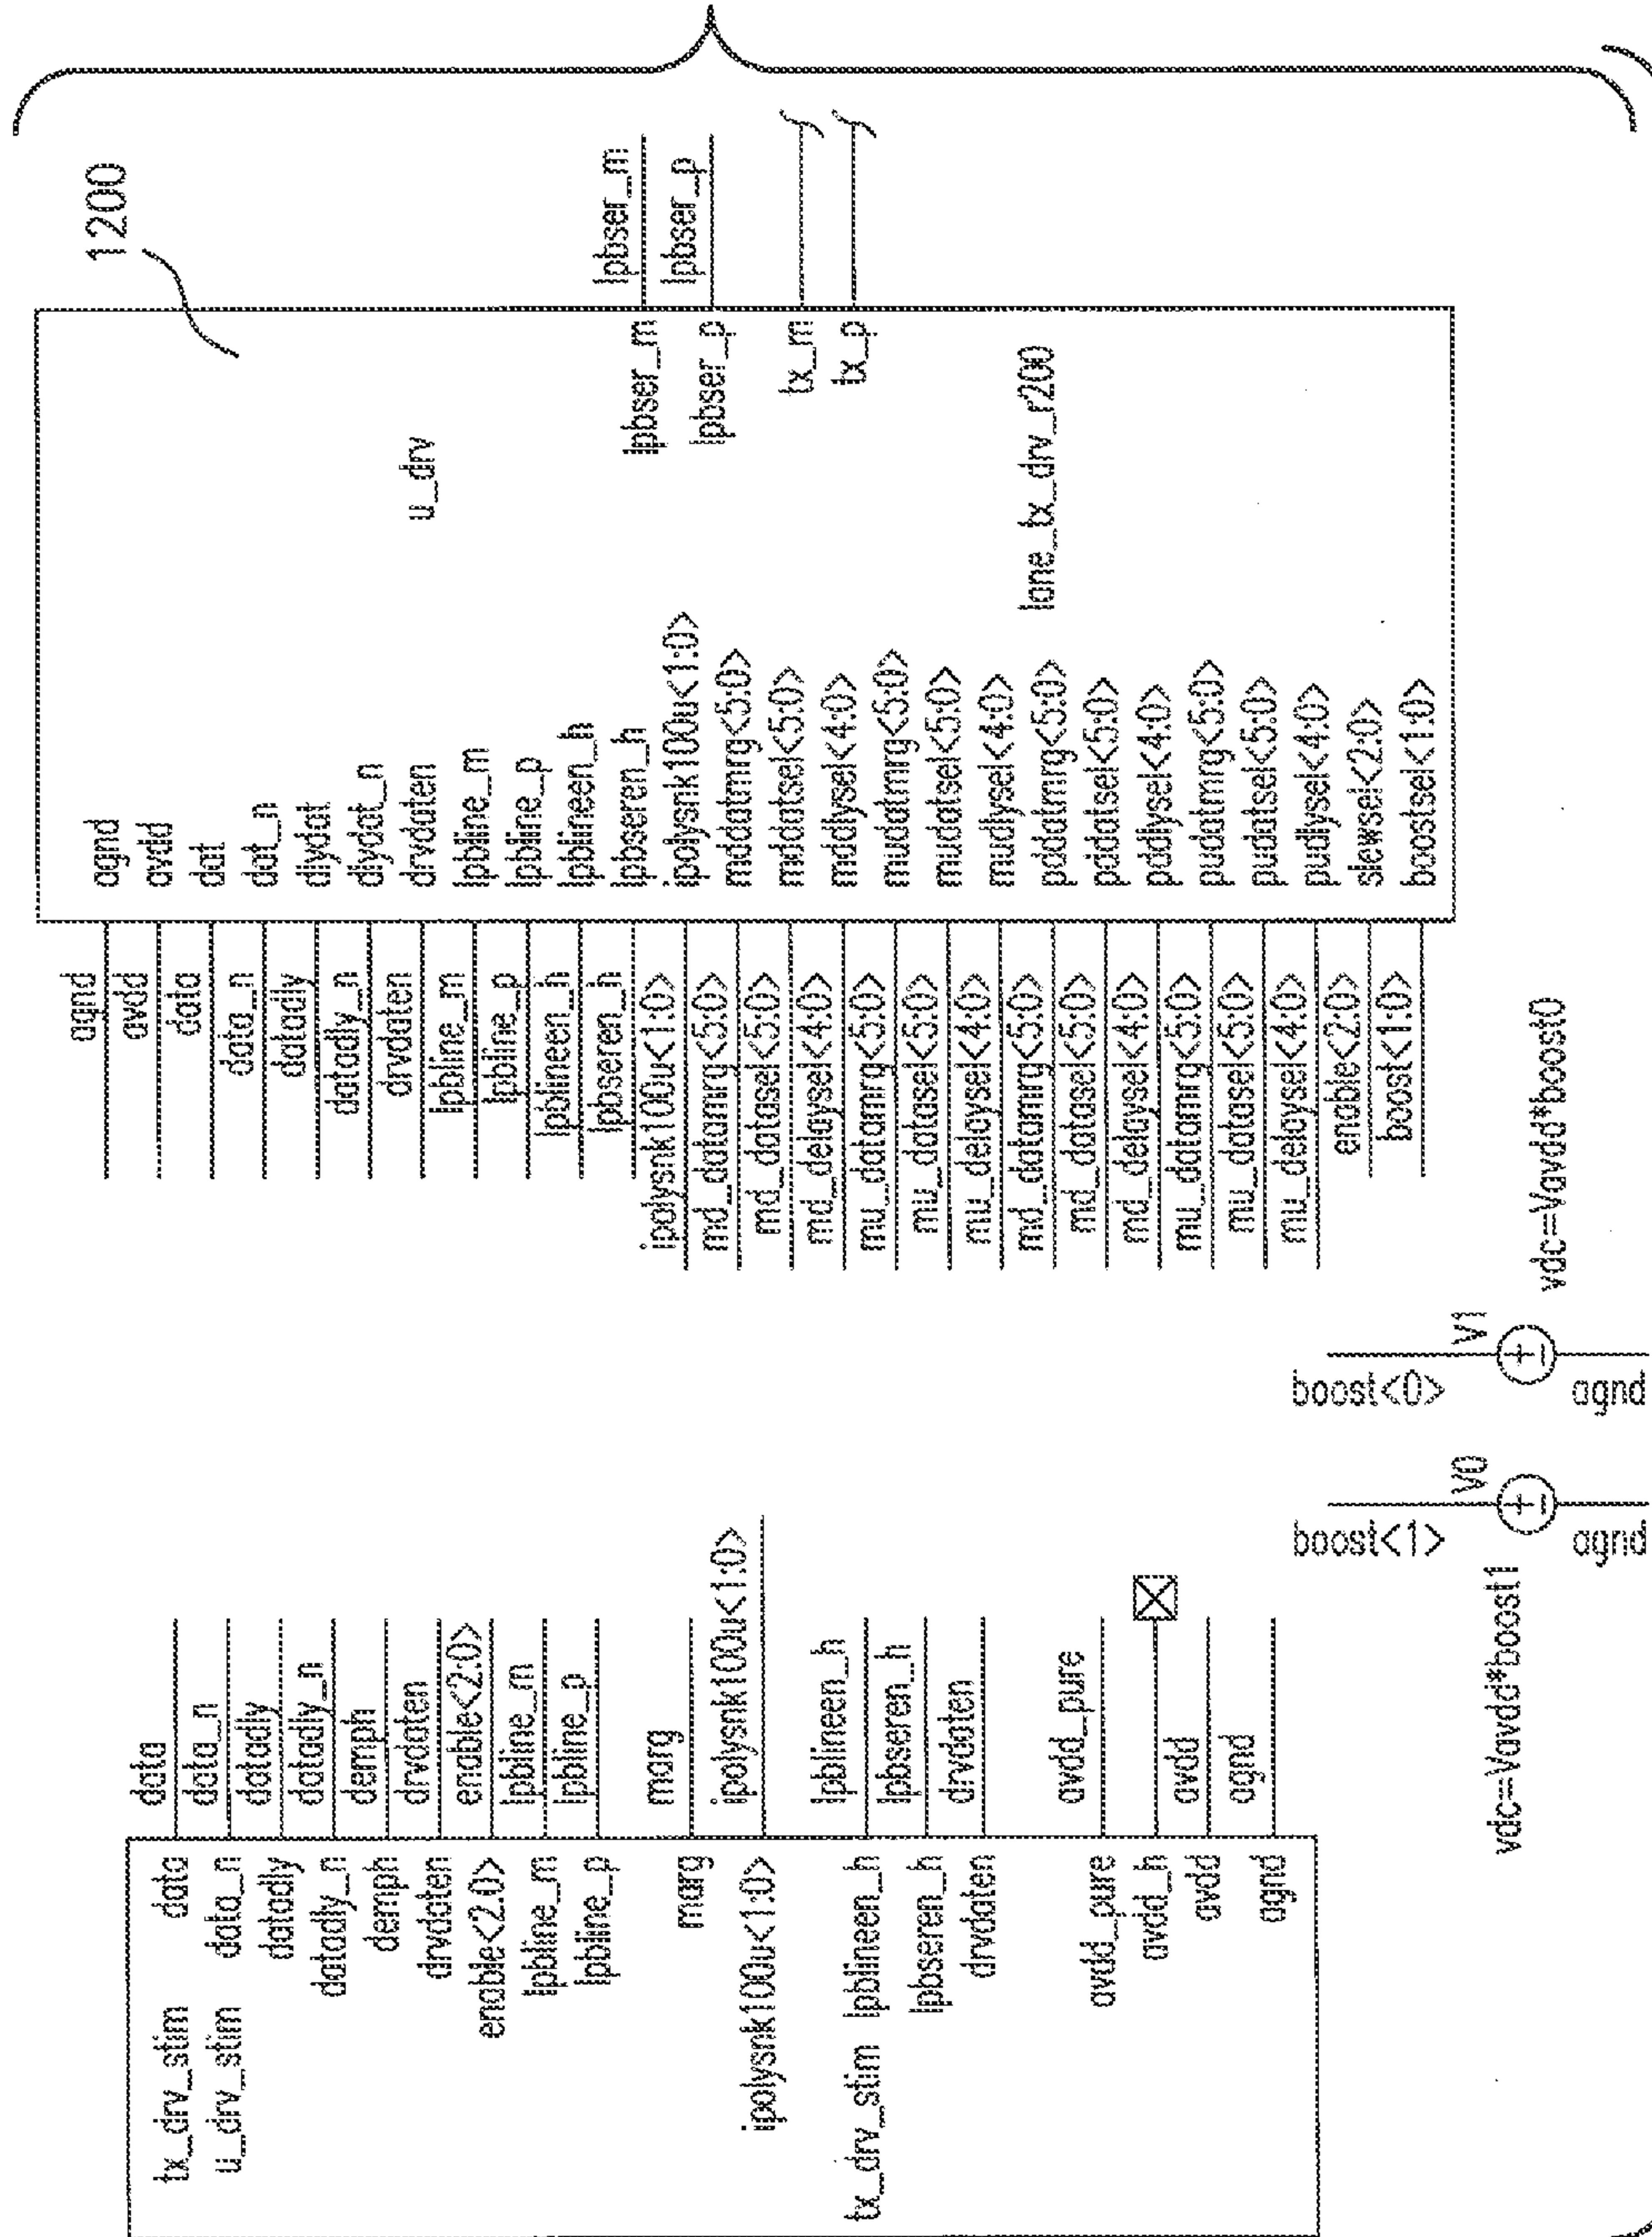 tx_drv_stim data data
u_drv_stim data_n data_n
datadly datadly
datadly_n datadly_n
demph demph
drvdaten drvdaten
enable<2.0> enable<2:0>
lpbline_m lpbline_m
lpbline_p lpbline_p
marg marg
ipolysnk100u<1:0> ipolysnk100u<1:0>
tx_drv_stim lpblineen_h lpblineen_h
lpbseren_h lpbseren_h
drvdaten drvdaten
avdd_pure avdd_pure
avdd_h
avdd avdd
agnd agnd
boost<1>
V0
vdc=Vavdd*boost1
agnd
boost<0>
V1
vdc=Vavdd*boost0
agnd
1200
agnd agnd
avdd avdd
data dat
data_n dat_n
datadly dlydat
datadly_n dlydat_n
drvdaten drvdaten
u_drv
lpbline_m lpbline_m
lpbline_p lpbline_p
lpblineen_h lpblineen_h
lpbseren_h lpbseren_h
lpbser_m lpbser_m
ipolysnk100u<1:0> ipolysnk100u<1:0>
lpbser_p lpbser_p
md_datamrg<5:0> mddatmrg<5:0>
md_datasel<5:0> mddatsel<5:0>
tx_m
md_delaysel<4:0> mddlysel<4:0>
tx_p
mu_datamrg<5:0> mudatmrg<5:0>
mu_datasel<5:0> mudatsel<5:0>
mu_delaysel<4:0> mudlysel<4:0>
md_datamrg<5:0> pddatmrg<5:0>
lane_tx_drv_r200
md_datasel<5:0> pddatsel<5:0>
md_delaysel<4:0> pddlysel<4:0>
mu_datamrg<5:0> pudatmrg<5:0>
mu_datasel<5:0> pudatsel<5:0>
mu_delaysel<4:0> pudlysel<4:0>
enable<2:0> slewsel<2:0>
boost<1:0> boostsel<1:0>